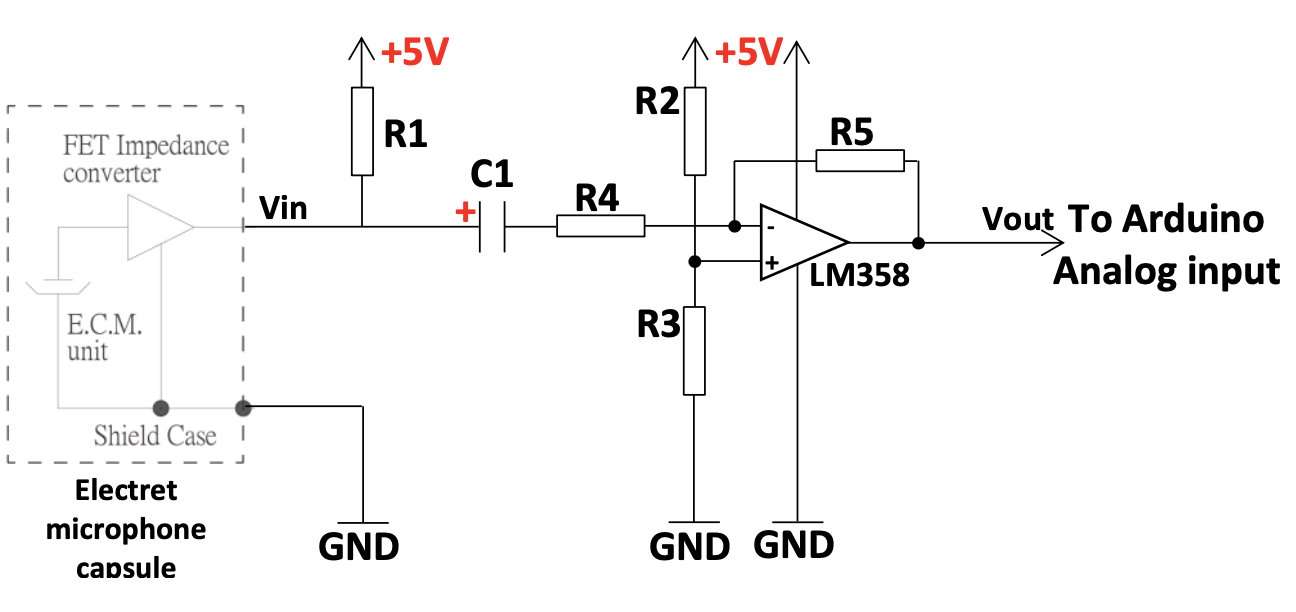 +5V
+5V
R2
R1
R5
FET Impedance
converter
C1
R4
Vin
+
-
+
Vout
To Arduino
Analog input
LM358
E.C.M.
unit
R3
Shield Case
Electret
microphone
capsule
GND
GND
GND